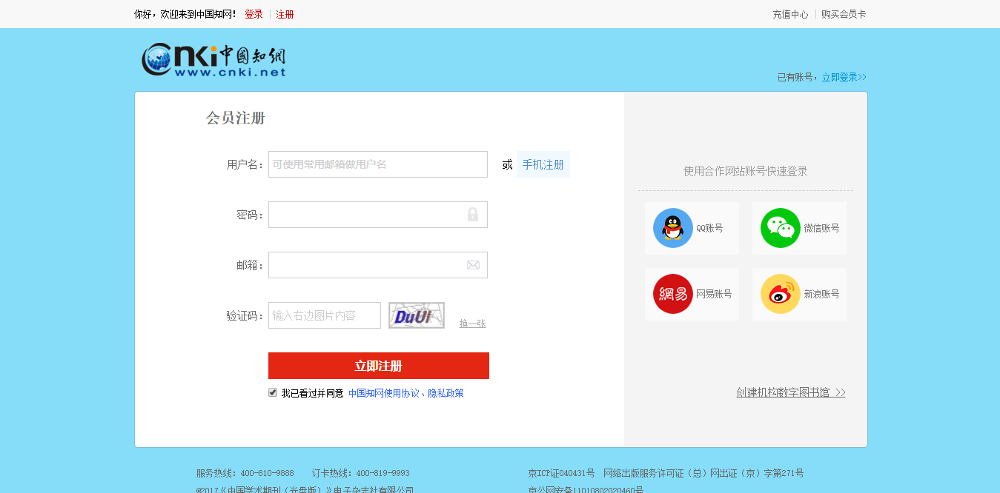 你好，欢迎来到中国知网！ 登录 | 注册
充值中心 | 购买会员卡
Cnki中国知网
www.cnki.net
已有账号，立即登录>>
会员注册
用户名： 可使用常用邮箱做用户名 或 手机注册
密码：
邮箱：
验证码： 输入右边图片内容 DuUI 换一张
立即注册
我已看过并同意 中国知网使用协议、隐私政策
使用合作网站账号快速登录
QQ账号 微信账号
網易 网易账号 新浪账号
创建机构数字图书馆 >>
服务热线：400-810-9888 订卡热线：400-819-9993
京ICP证040431号 网络出版服务许可证（总）网出证（京）字第271号
©2017《中国学术期刊（光盘版）》电子杂志社有限公司
京公网安备11010802020460号